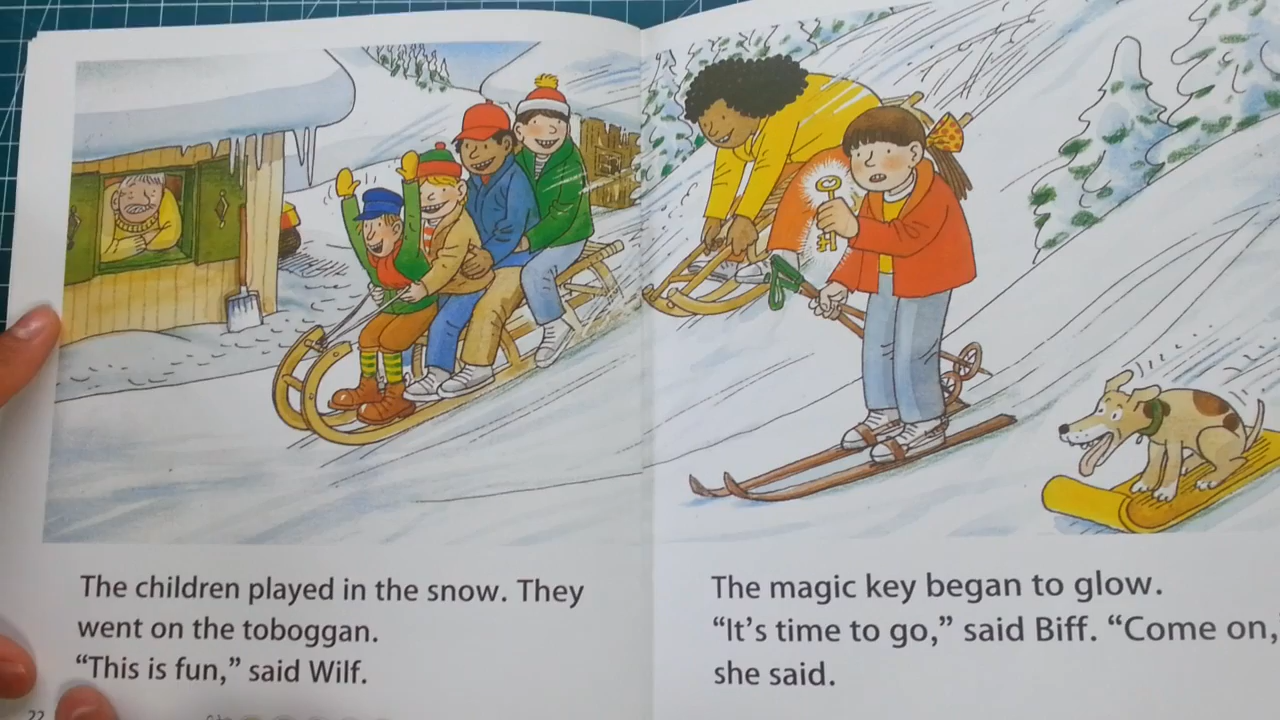 The children played in the snow. They
went on the toboggan.
“This is fun,” said Wilf.
22
The magic key began to glow.
“It’s time to go,” said Biff. “Come on,
she said.